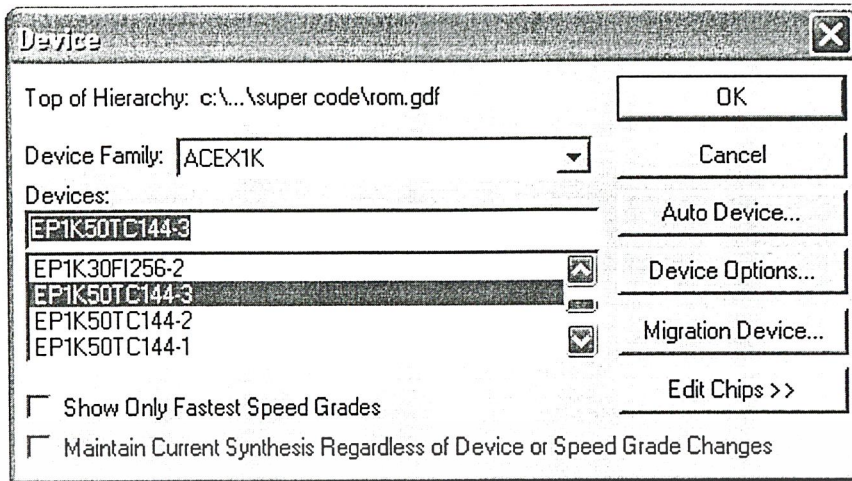 Device
Top of Hierarchy: c:\...\super code\rom.gdf
OK
Device Family: ACEX1K
Cancel
Devices:
Auto Device...
EP1K50TC144-3
EP1K30FI256-2
Device Options...
EP1K50TC144-3
EP1K50TC144-2
EP1K50TC144-1
Migration Device...
Edit Chips >>
Show Only Fastest Speed Grades
Maintain Current Synthesis Regardless of Device or Speed Grade Changes